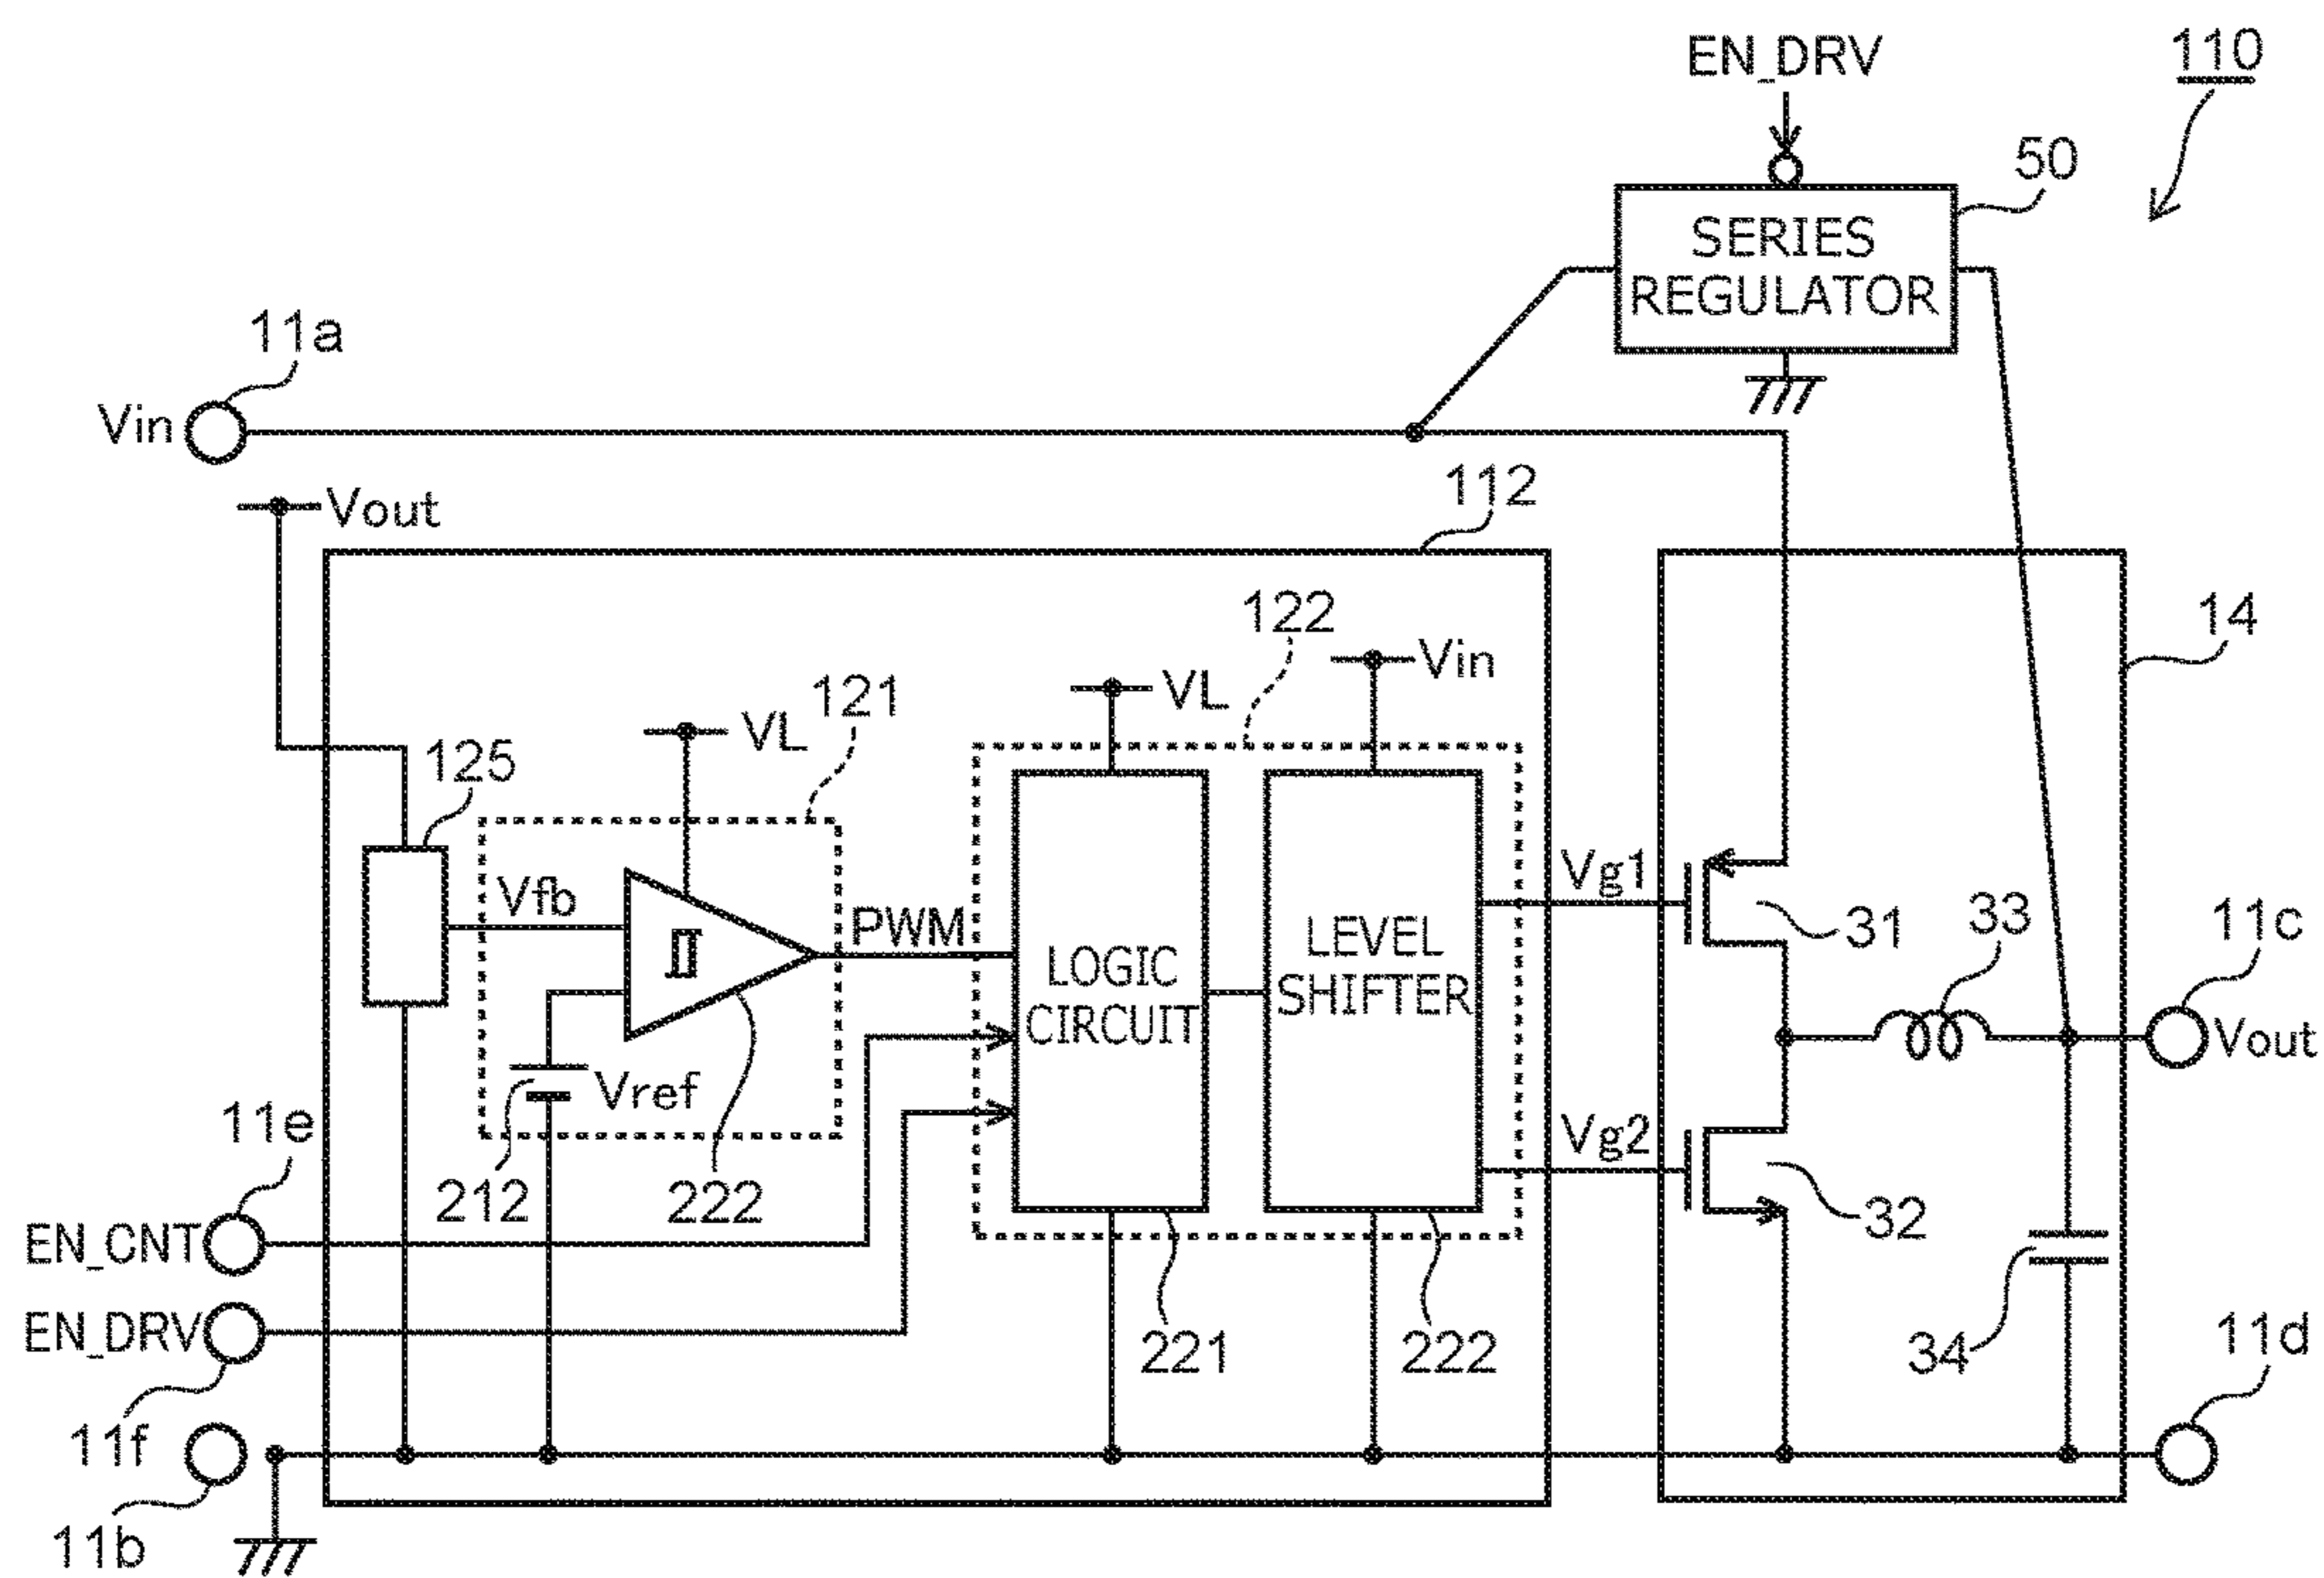 EN_DRV
110
50
SERIES
REGULATOR
11a
Vin
112
Vout
14
122
Vin
VL
121
VL
125
Vfb
PWM
LOGIC
CIRCUIT
LEVEL
SHIFTER
Vg1
31
33
11c
Vout
Vref
11e
212
222
Vg2
32
EN_CNT
EN_DRV
221
222
34
11d
11f
11b